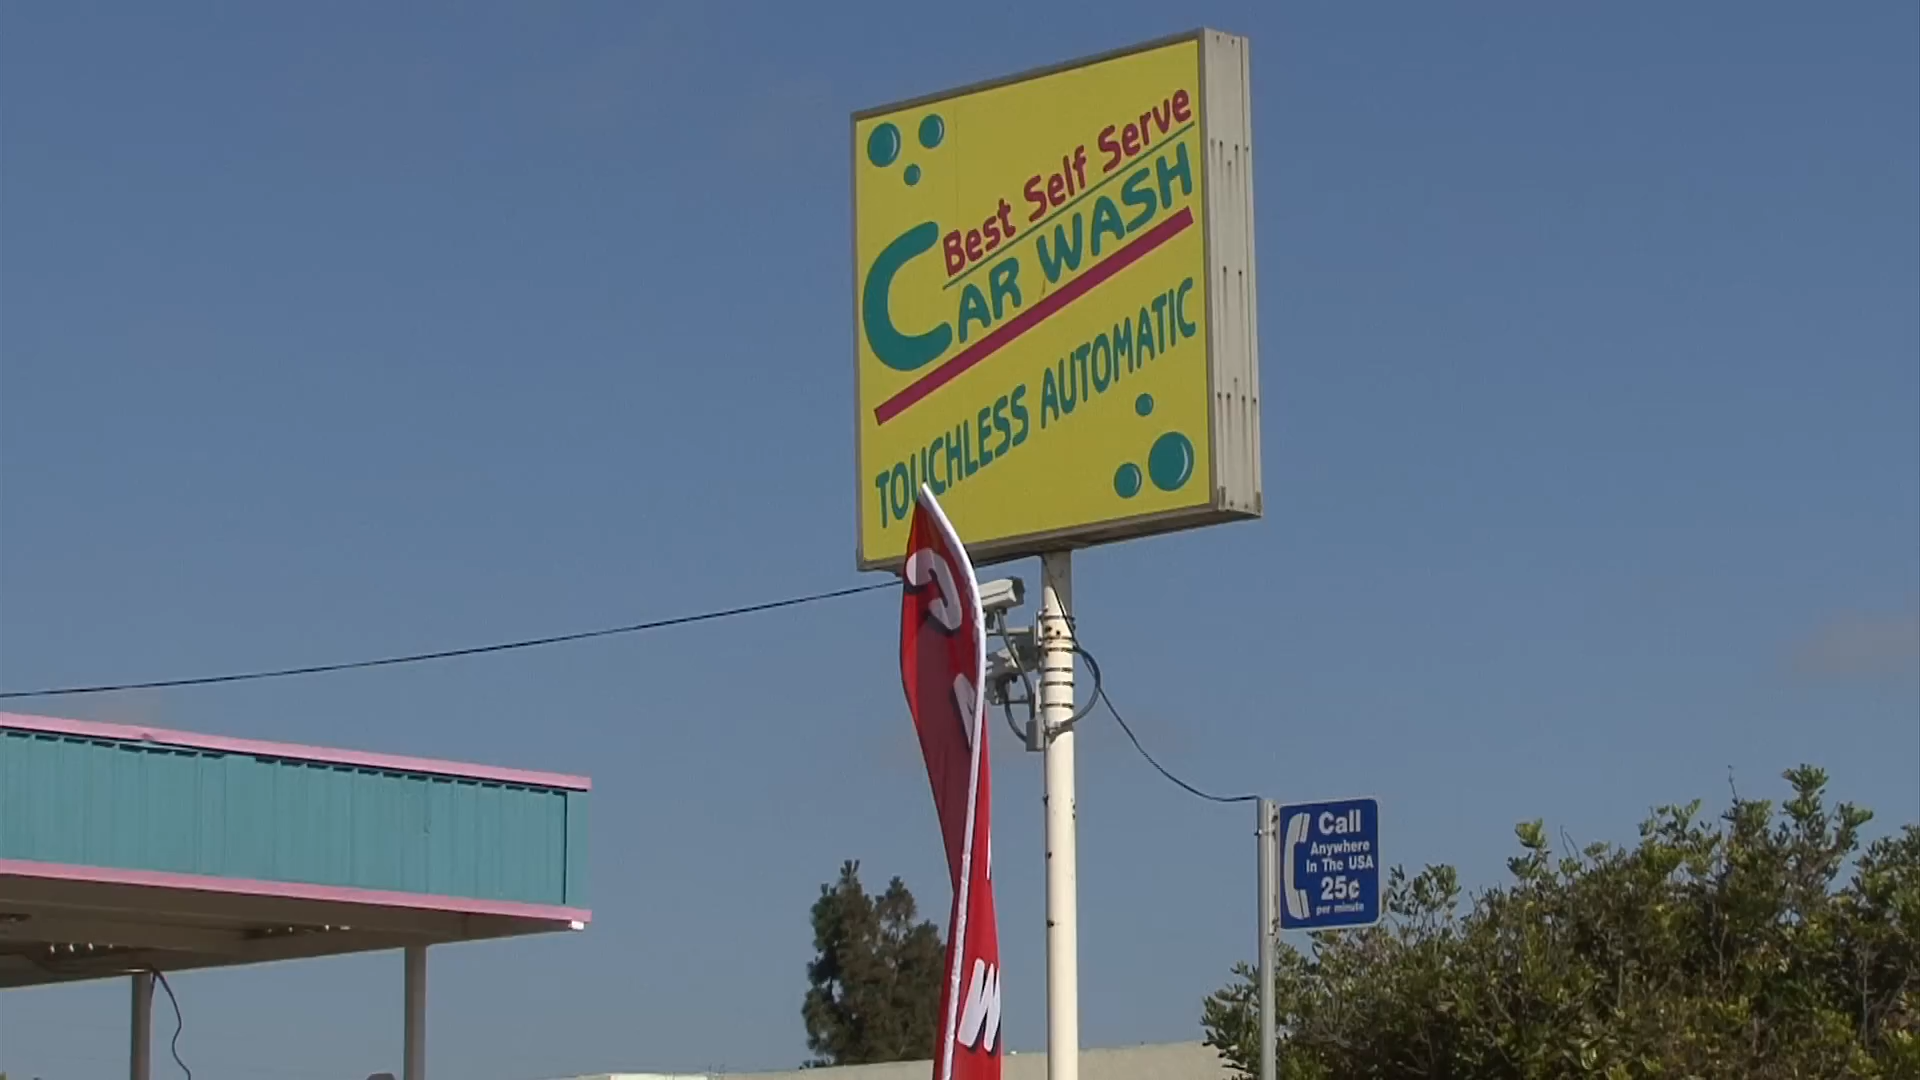 Best Self Serve
CAR WASH
TOUCHLESS AUTOMATIC
C
A
W
Call
Anywhere
In The USA
25¢
per minute